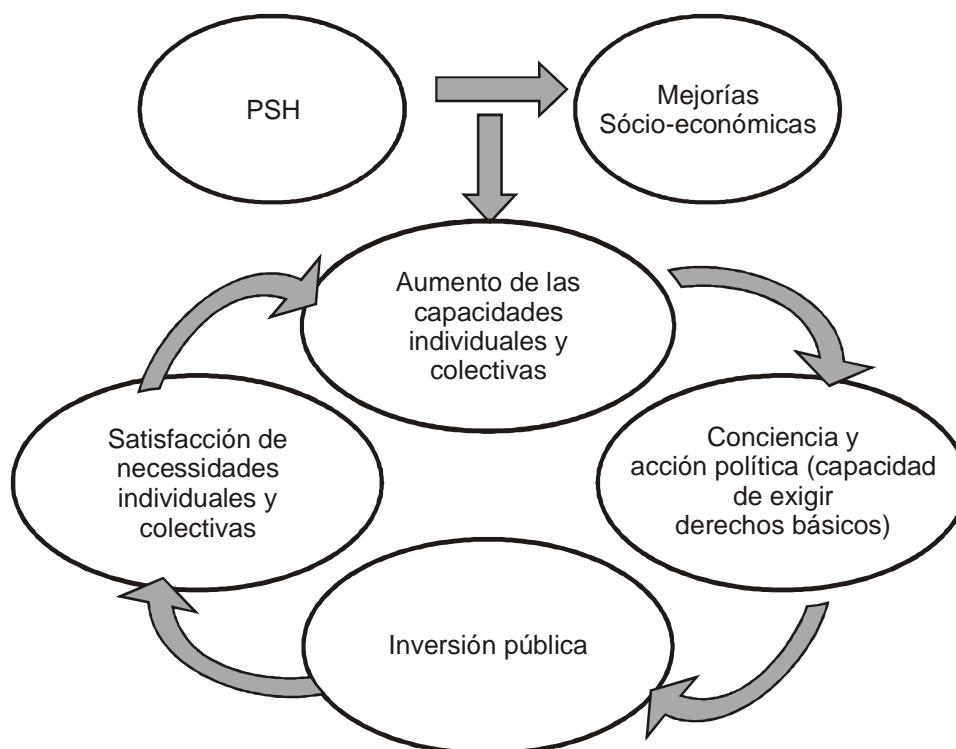 PSH
Mejorías
Sócio-económicas
Aumento de las
capacidades
individuales y
colectivas
Conciencia y
acción política (capacidad
de exigir
derechos básicos)
Satisfacción de
necessidades
individuales y
colectivas
Inversión pública